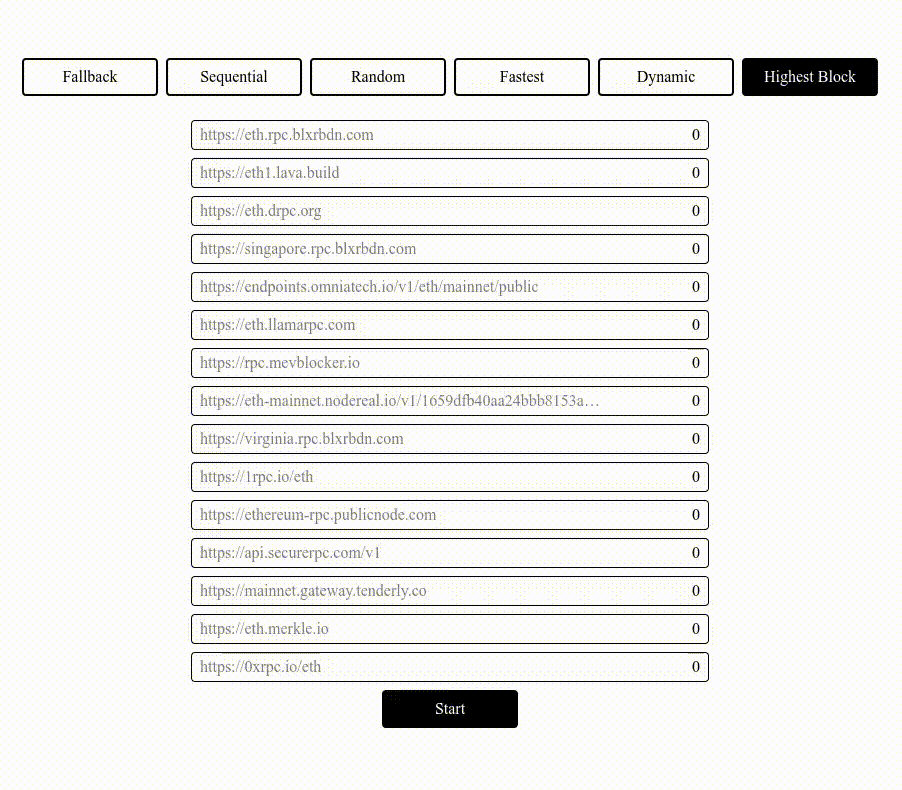 Fallback Sequential Random Fastest Dynamic Highest Block
https://eth.rpc.blxrbdn.com 0
https://eth1.lava.build 0
https://eth.drpc.org 0
https://singapore.rpc.blxrbdn.com 0
https://endpoints.omniatech.io/v1/eth/mainnet/public 0
https://eth.llamarpc.com 0
https://rpc.mevblocker.io 0
https://eth-mainnet.nodereal.io/v1/1659dfb40aa24bbb8153a… 0
https://virginia.rpc.blxrbdn.com 0
https://1rpc.io/eth 0
https://ethereum-rpc.publicnode.com 0
https://api.securerpc.com/v1 0
https://mainnet.gateway.tenderly.co 0
https://eth.merkle.io 0
https://0xrpc.io/eth 0
Start